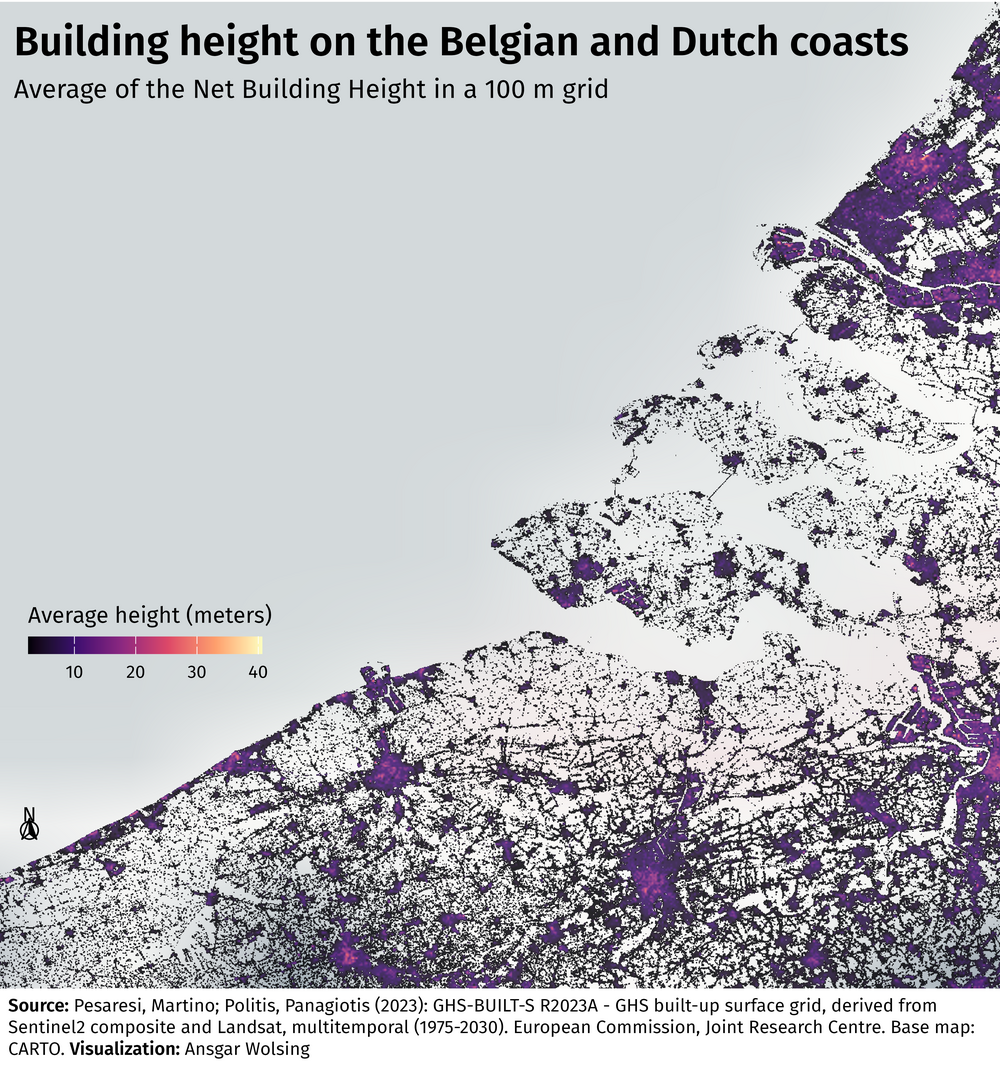 Building height on the Belgian and Dutch coasts
Average of the Net Building Height in a 100 m grid
Average height (meters)
10 20 30 40
N
Source: Pesaresi, Martino; Politis, Panagiotis (2023): GHS-BUILT-S R2023A - GHS built-up surface grid, derived from
Sentinel2 composite and Landsat, multitemporal (1975-2030). European Commission, Joint Research Centre. Base map:
CARTO. Visualization: Ansgar Wolsing